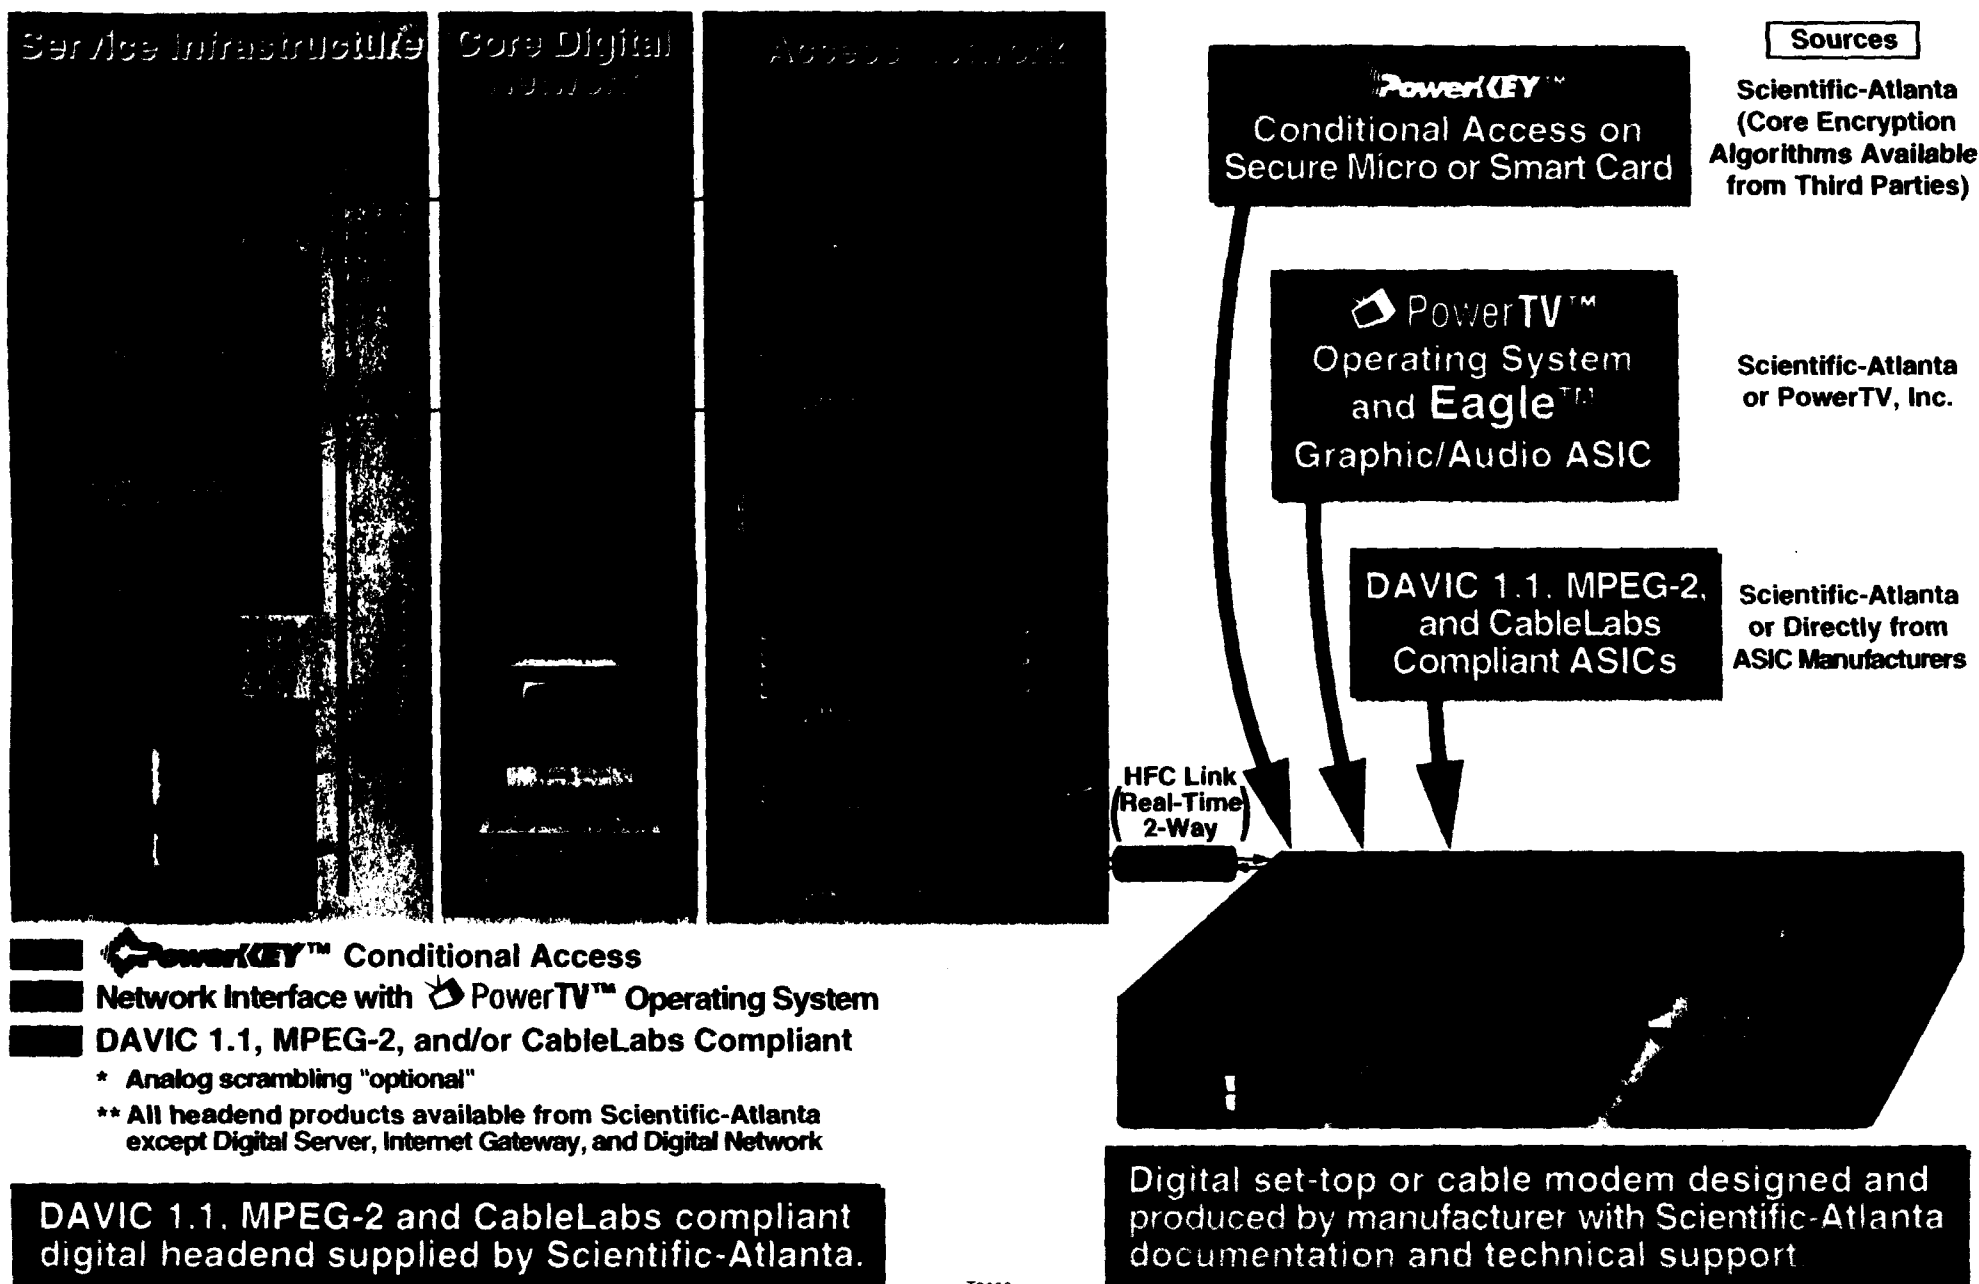 Service Infrastructure
Core Digital
Network
Access Network
PowerKEY™
Conditional Access on
Secure Micro or Smart Card
Sources
Scientific-Atlanta
(Core Encryption
Algorithms Available
from Third Parties)
PowerTV™
Operating System
and Eagle™
Graphic/Audio ASIC
Scientific-Atlanta
or PowerTV, Inc.
DAVIC 1.1, MPEG-2,
and CableLabs
Compliant ASICs
Scientific-Atlanta
or Directly from
ASIC Manufacturers
HFC Link
(Real-Time)
2-Way
PowerKEY™ Conditional Access
Network Interface with PowerTV™ Operating System
DAVIC 1.1, MPEG-2, and/or CableLabs Compliant
* Analog scrambling "optional"
** All headend products available from Scientific-Atlanta
except Digital Server, Internet Gateway, and Digital Network
DAVIC 1.1, MPEG-2 and CableLabs compliant
digital headend supplied by Scientific-Atlanta.
Digital set-top or cable modem designed and
produced by manufacturer with Scientific-Atlanta
documentation and technical support